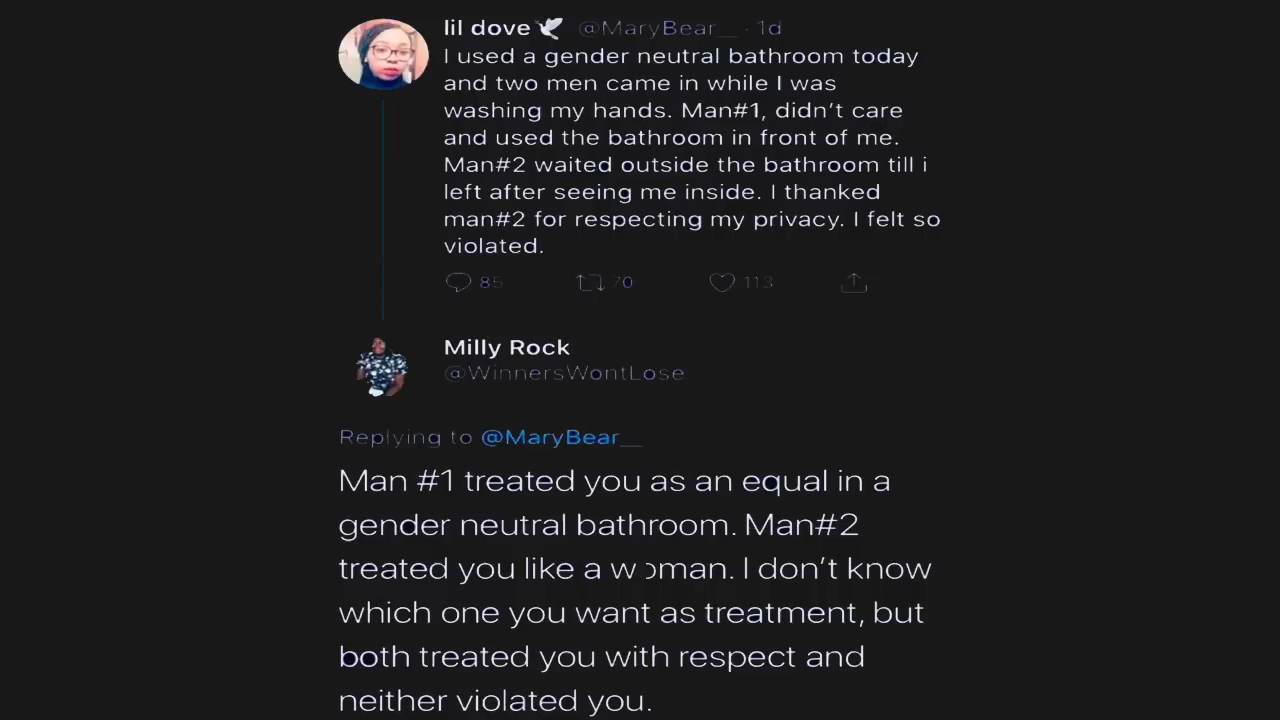 lil dove @MaryBear__ · 1d
I used a gender neutral bathroom today
and two men came in while I was
washing my hands. Man#1, didn't care
and used the bathroom in front of me.
Man#2 waited outside the bathroom till i
left after seeing me inside. I thanked
man#2 for respecting my privacy. I felt so
violated.
85 70 113
Milly Rock
@WinnersWontLose
Replying to @MaryBear__
Man #1 treated you as an equal in a
gender neutral bathroom. Man#2
treated you like a woman. I don't know
which one you want as treatment, but
both treated you with respect and
neither violated you.